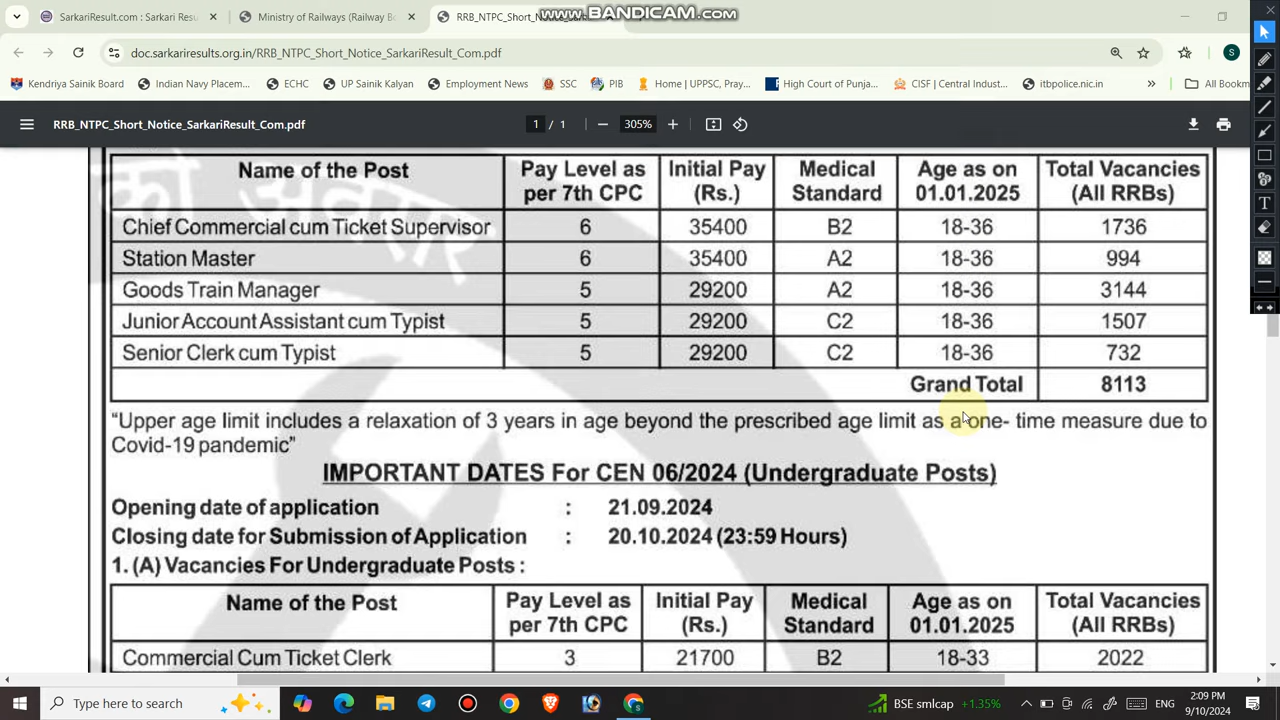 www.BANDICAM.com
SarkariResult.com : Sarkari Resu
Ministry of Railways (Railway Bo
RRB_NTPC_Short_Notice_Sark
doc.sarkariresults.org.in/RRB_NTPC_Short_Notice_SarkariResult_Com.pdf
S
Kendriya Sainik Board
Indian Navy Placem...
ECHC
UP Sainik Kalyan
Employment News
SSC
PIB
Home | UPPSC, Pray...
High Court of Punja...
CISF | Central Indust...
itbpolice.nic.in
»
All Bookm
RRB_NTPC_Short_Notice_SarkariResult_Com.pdf
1 / 1
305%
Name of the Post Pay Level as per 7th CPC Initial Pay (Rs.) Medical Standard Age as on 01.01.2025 Total Vacancies (All RRBs)
Chief Commercial cum Ticket Supervisor 6 35400 B2 18-36 1736
Station Master 6 35400 A2 18-36 994
Goods Train Manager 5 29200 A2 18-36 3144
Junior Account Assistant cum Typist 5 29200 C2 18-36 1507
Senior Clerk cum Typist 5 29200 C2 18-36 732
Grand Total 8113
“Upper age limit includes a relaxation of 3 years in age beyond the prescribed age limit as a one- time measure due to
Covid-19 pandemic”
IMPORTANT DATES For CEN 06/2024 (Undergraduate Posts)
Opening date of application : 21.09.2024
Closing date for Submission of Application : 20.10.2024 (23:59 Hours)
1. (A) Vacancies For Undergraduate Posts :
Name of the Post Pay Level as per 7th CPC Initial Pay (Rs.) Medical Standard Age as on 01.01.2025 Total Vacancies (All RRBs)
Commercial Cum Ticket Clerk 3 21700 B2 18-33 2022
Type here to search
BSE smlcap +1.35%
2:09 PM
9/10/2024